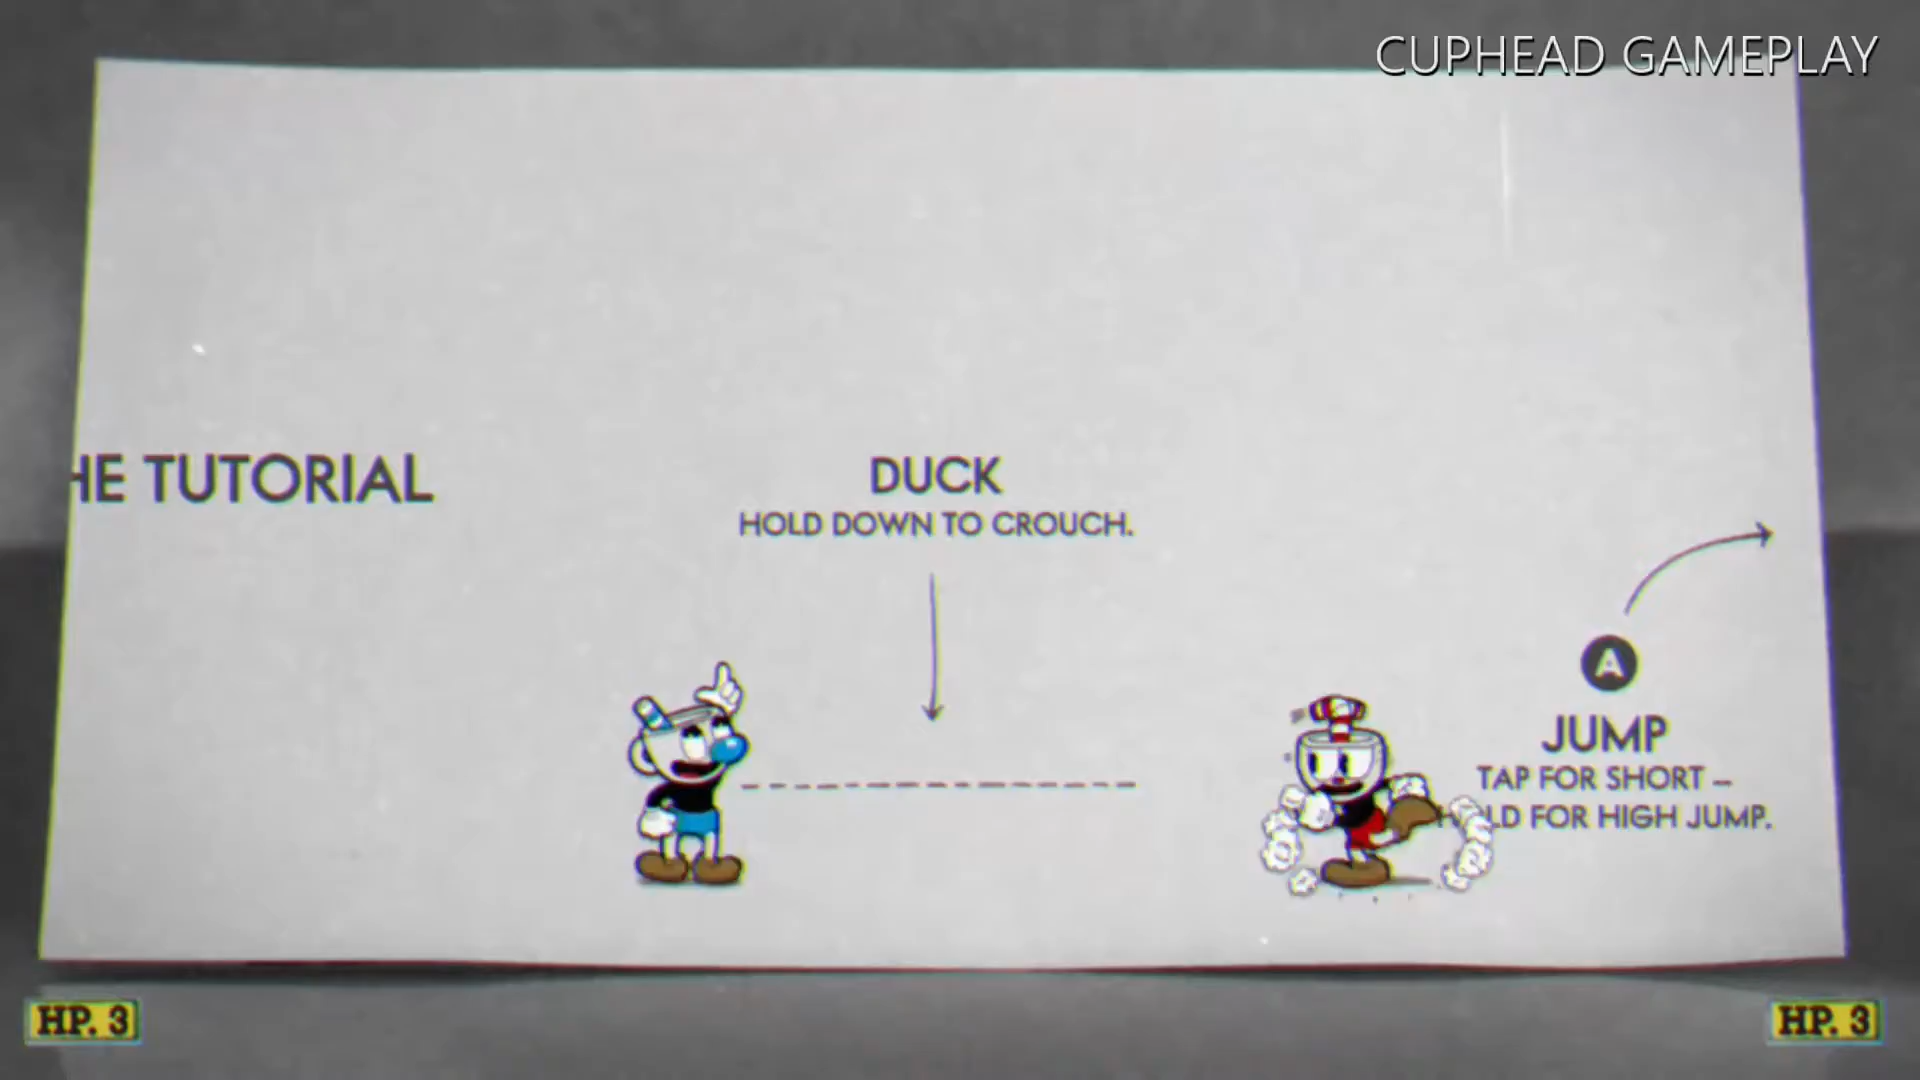 CUPHEAD GAMEPLAY
HE TUTORIAL
DUCK
HOLD DOWN TO CROUCH.
A
JUMP
TAP FOR SHORT –
HOLD FOR HIGH JUMP.
HP. 3
HP. 3